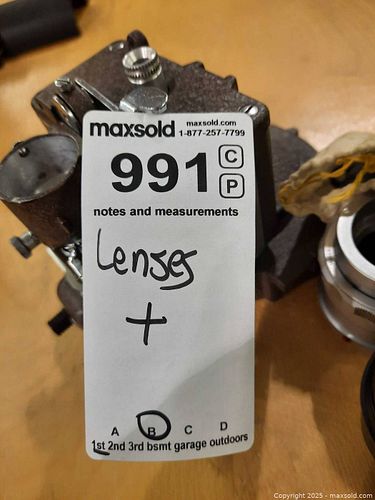 maxsold maxsold.com
1-877-257-7799
991 C
P
notes and measurements
Lenses
+
A B C D
1st 2nd 3rd bsmt garage outdoors
Copyright © 2025 - maxsold.com